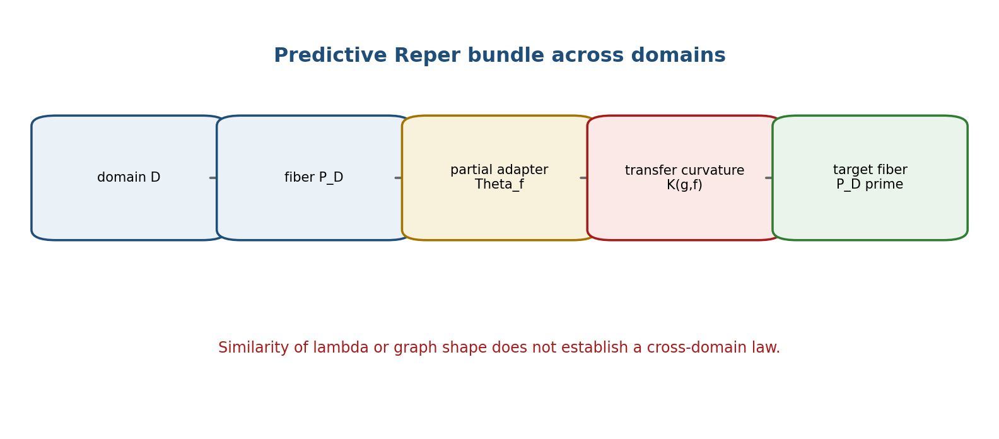 Predictive Reper bundle across domains
domain D
fiber P_D
partial adapter
Theta_f
transfer curvature
K(g,f)
target fiber
P_D prime
Similarity of lambda or graph shape does not establish a cross-domain law.